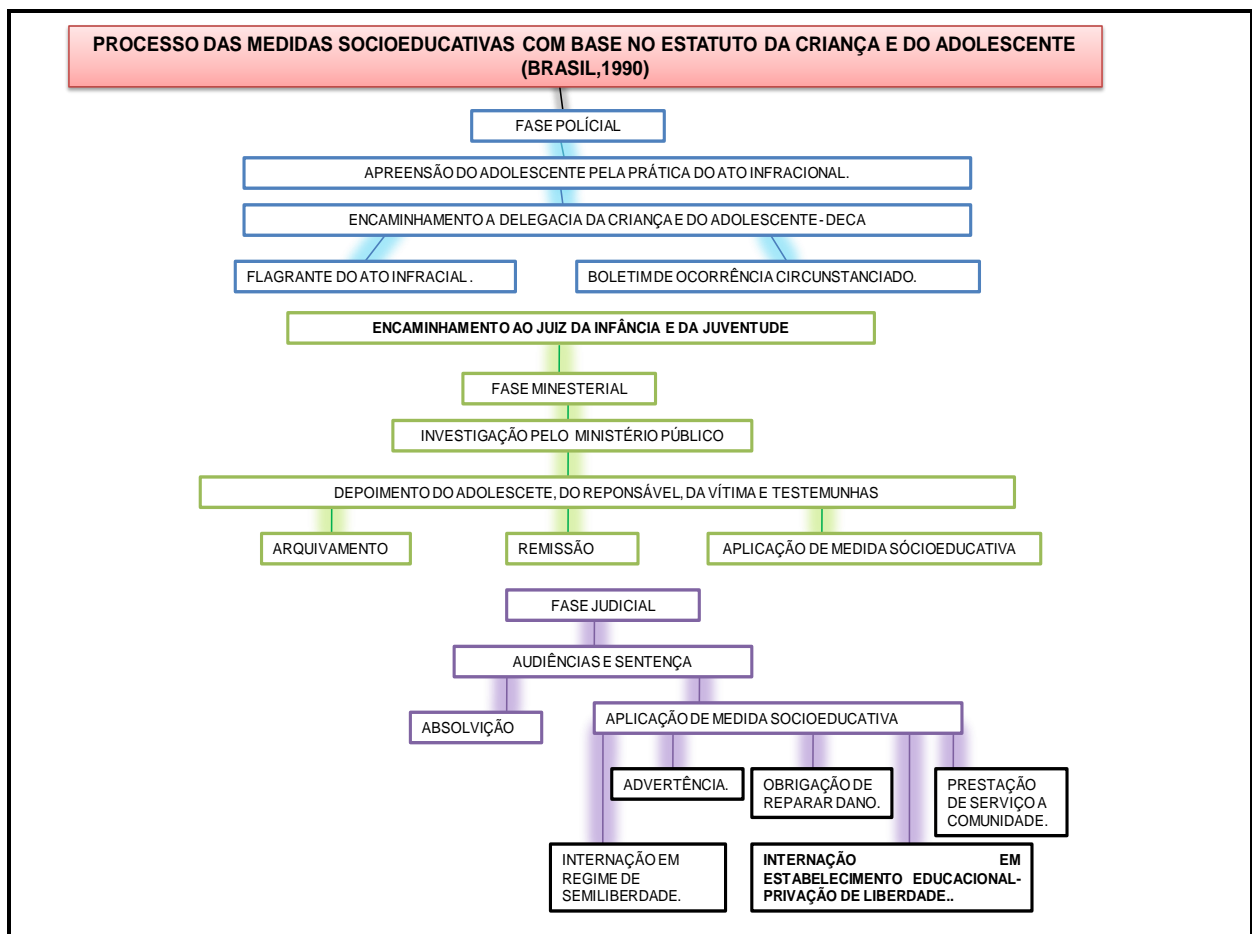 PROCESSO DAS MEDIDAS SOCIOEDUCATIVAS COM BASE NO ESTATUTO DA CRIANÇA E DO ADOLESCENTE
(BRASIL,1990)
FASE POLÍCIAL
APREENSÃO DO ADOLESCENTE PELA PRÁTICA DO ATO INFRACIONAL.
ENCAMINHAMENTO A DELEGACIA DA CRIANÇA E DO ADOLESCENTE- DECA
FLAGRANTE DO ATO INFRACIAL .
BOLETIM DE OCORRÊNCIA CIRCUNSTANCIADO.
ENCAMINHAMENTO AO JUIZ DA INFÂNCIA E DA JUVENTUDE
FASE MINESTERIAL
INVESTIGAÇÃO PELO MINISTÉRIO PÚBLICO
DEPOIMENTO DO ADOLESCETE, DO REPONSÁVEL, DA VÍTIMA E TESTEMUNHAS
ARQUIVAMENTO
REMISSÃO
APLICAÇÃO DE MEDIDA SÓCIOEDUCATIVA
FASE JUDICIAL
AUDIÊNCIAS E SENTENÇA
ABSOLVIÇÃO
APLICAÇÃO DE MEDIDA SOCIOEDUCATIVA
ADVERTÊNCIA.
OBRIGAÇÃO DE
REPARAR DANO.
PRESTAÇÃO
DE SERVIÇO A
COMUNIDADE.
INTERNAÇÃO EM
REGIME DE
SEMILIBERDADE.
INTERNAÇÃO EM
ESTABELECIMENTO EDUCACIONAL-
PRIVAÇÃO DE LIBERDADE..